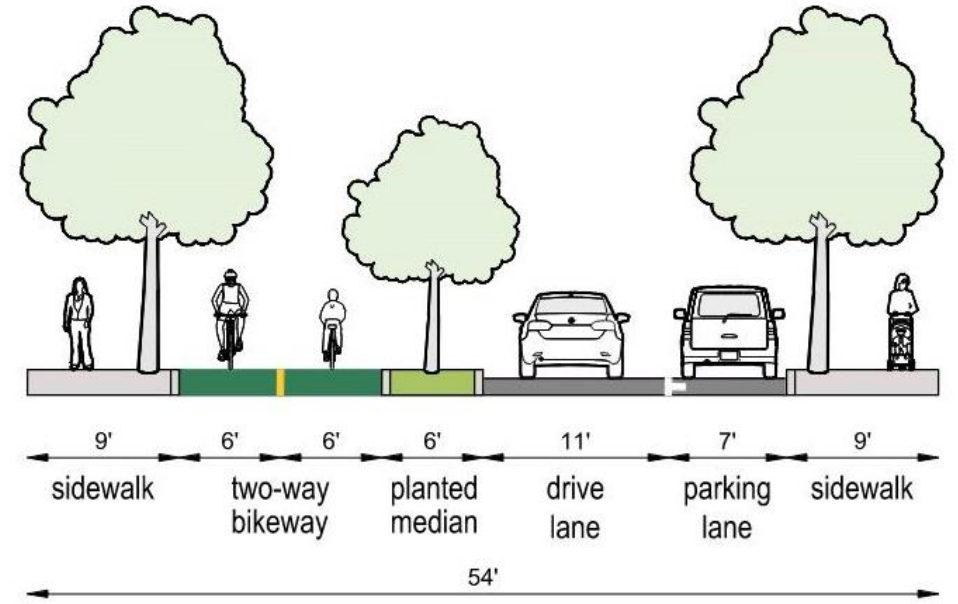 9' 6' 6' 6' 11' 7' 9'
sidewalk two-way planted drive parking sidewalk
bikeway median lane lane
54'